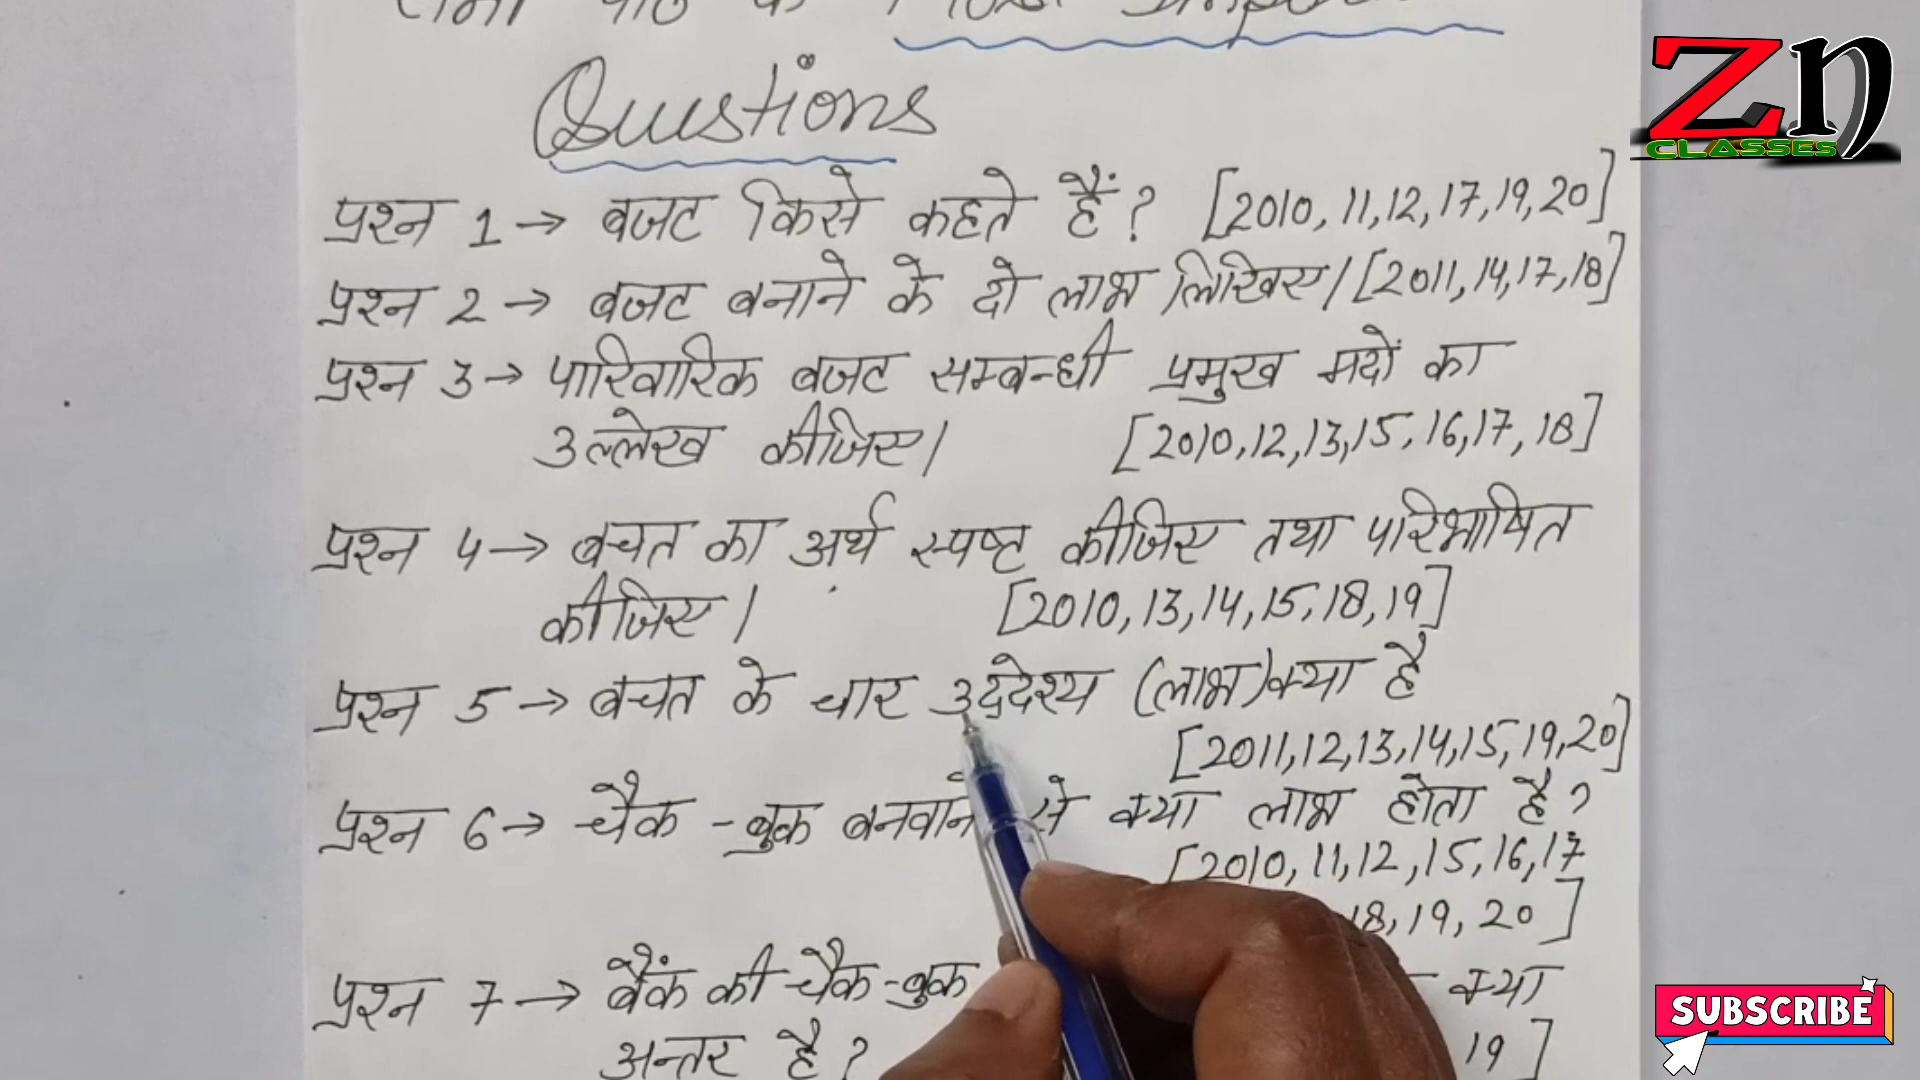 Questions
प्रश्न 1 → बजट किसे कहते हैं? [2010, 11, 12, 17, 19, 20]
प्रश्न 2 → बजट बनाने के दो लाभ लिखिए। [2011, 14, 17, 18]
प्रश्न 3 → पारिवारिक बजट सम्बन्धी प्रमुख मदों का
उल्लेख कीजिए। [2010, 12, 13, 15, 16, 17, 18]
प्रश्न 4 → बचत का अर्थ स्पष्ट कीजिए तथा परिभाषित
कीजिए। [2010, 13, 14, 15, 18, 19]
प्रश्न 5 → बचत के चार उद्देश्य (लाभ) क्या है
[2011, 12, 13, 14, 15, 19, 20]
प्रश्न 6 → चैक-बुक बनवाने से क्या लाभ होता है?
[2010, 11, 12, 15, 16, 17
18, 19, 20]
प्रश्न 7 → बैंक की चैक-बुक क्या
अन्तर है? 19]
Zn
CLASSES
SUBSCRIBE